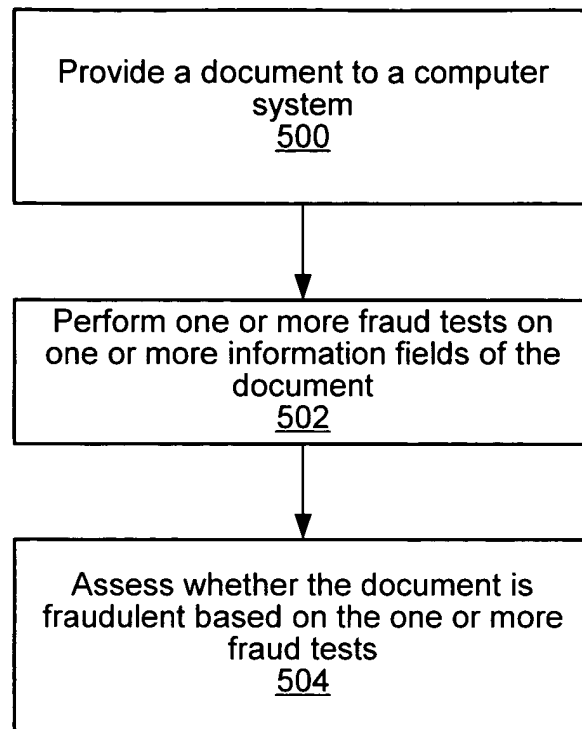 Provide a document to a computer
system
500
Perform one or more fraud tests on
one or more information fields of the
document
502
Assess whether the document is
fraudulent based on the one or more
fraud tests
504